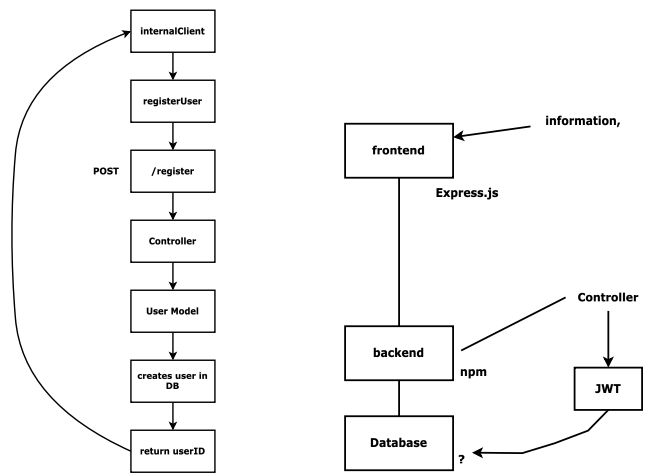 internalClient
registerUser
POST
/register
Controller
User Model
creates user in
DB
return userID
information,
frontend
Express.js
Controller
backend
npm
JWT
Database
?